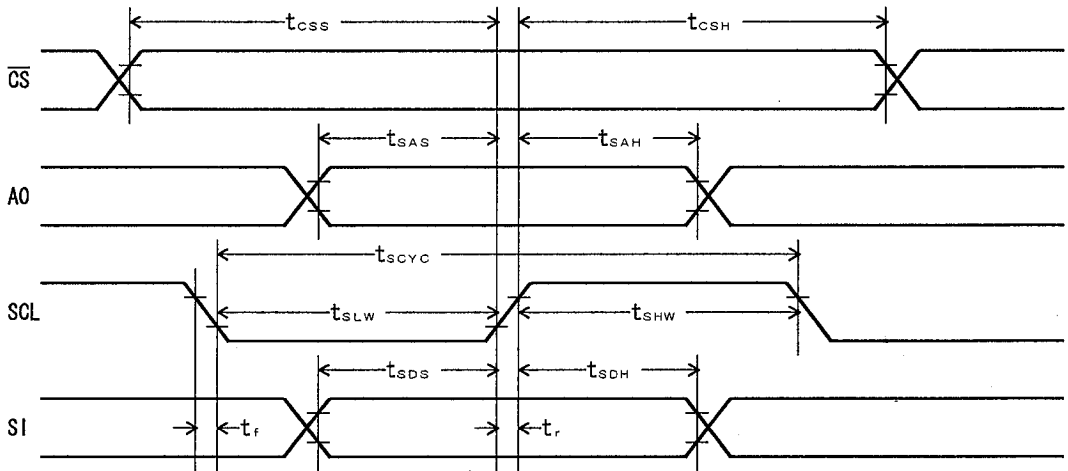 tCSS tCSH
CS
tSAS tSAH
A0
tSCYC
SCL
tSLW tSHW
tSDS tSDH
SI
tf tr